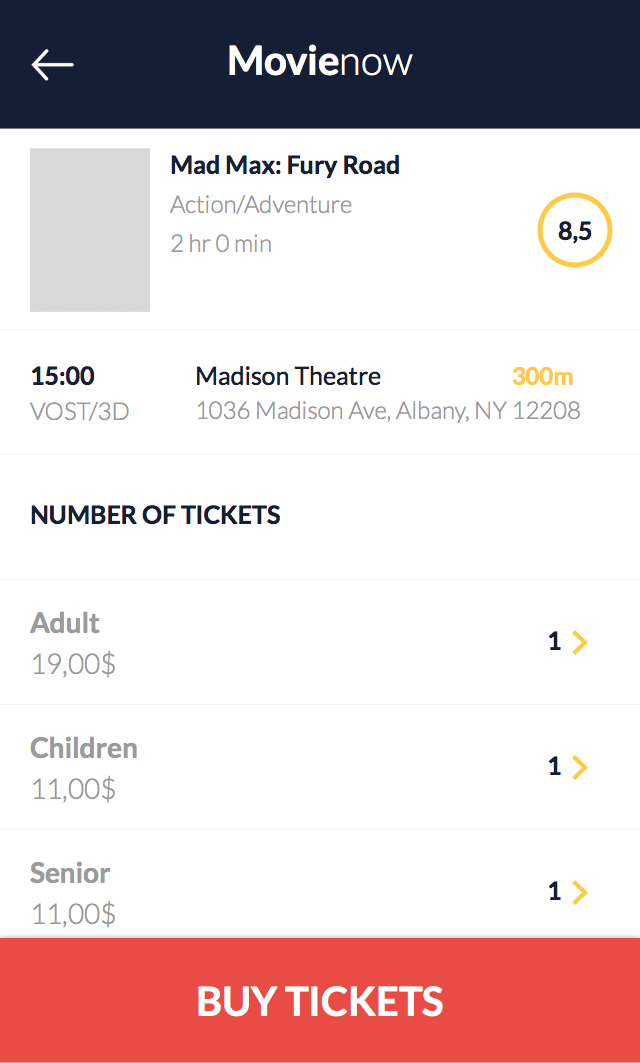 Movienow
Mad Max: Fury Road
Action/Adventure
2 hr 0 min
8,5
15:00
VOST/3D
Madison Theatre
300m
1036 Madison Ave, Albany, NY 12208
NUMBER OF TICKETS
Adult
19,00$
1
Children
11,00$
1
Senior
11,00$
1
BUY TICKETS